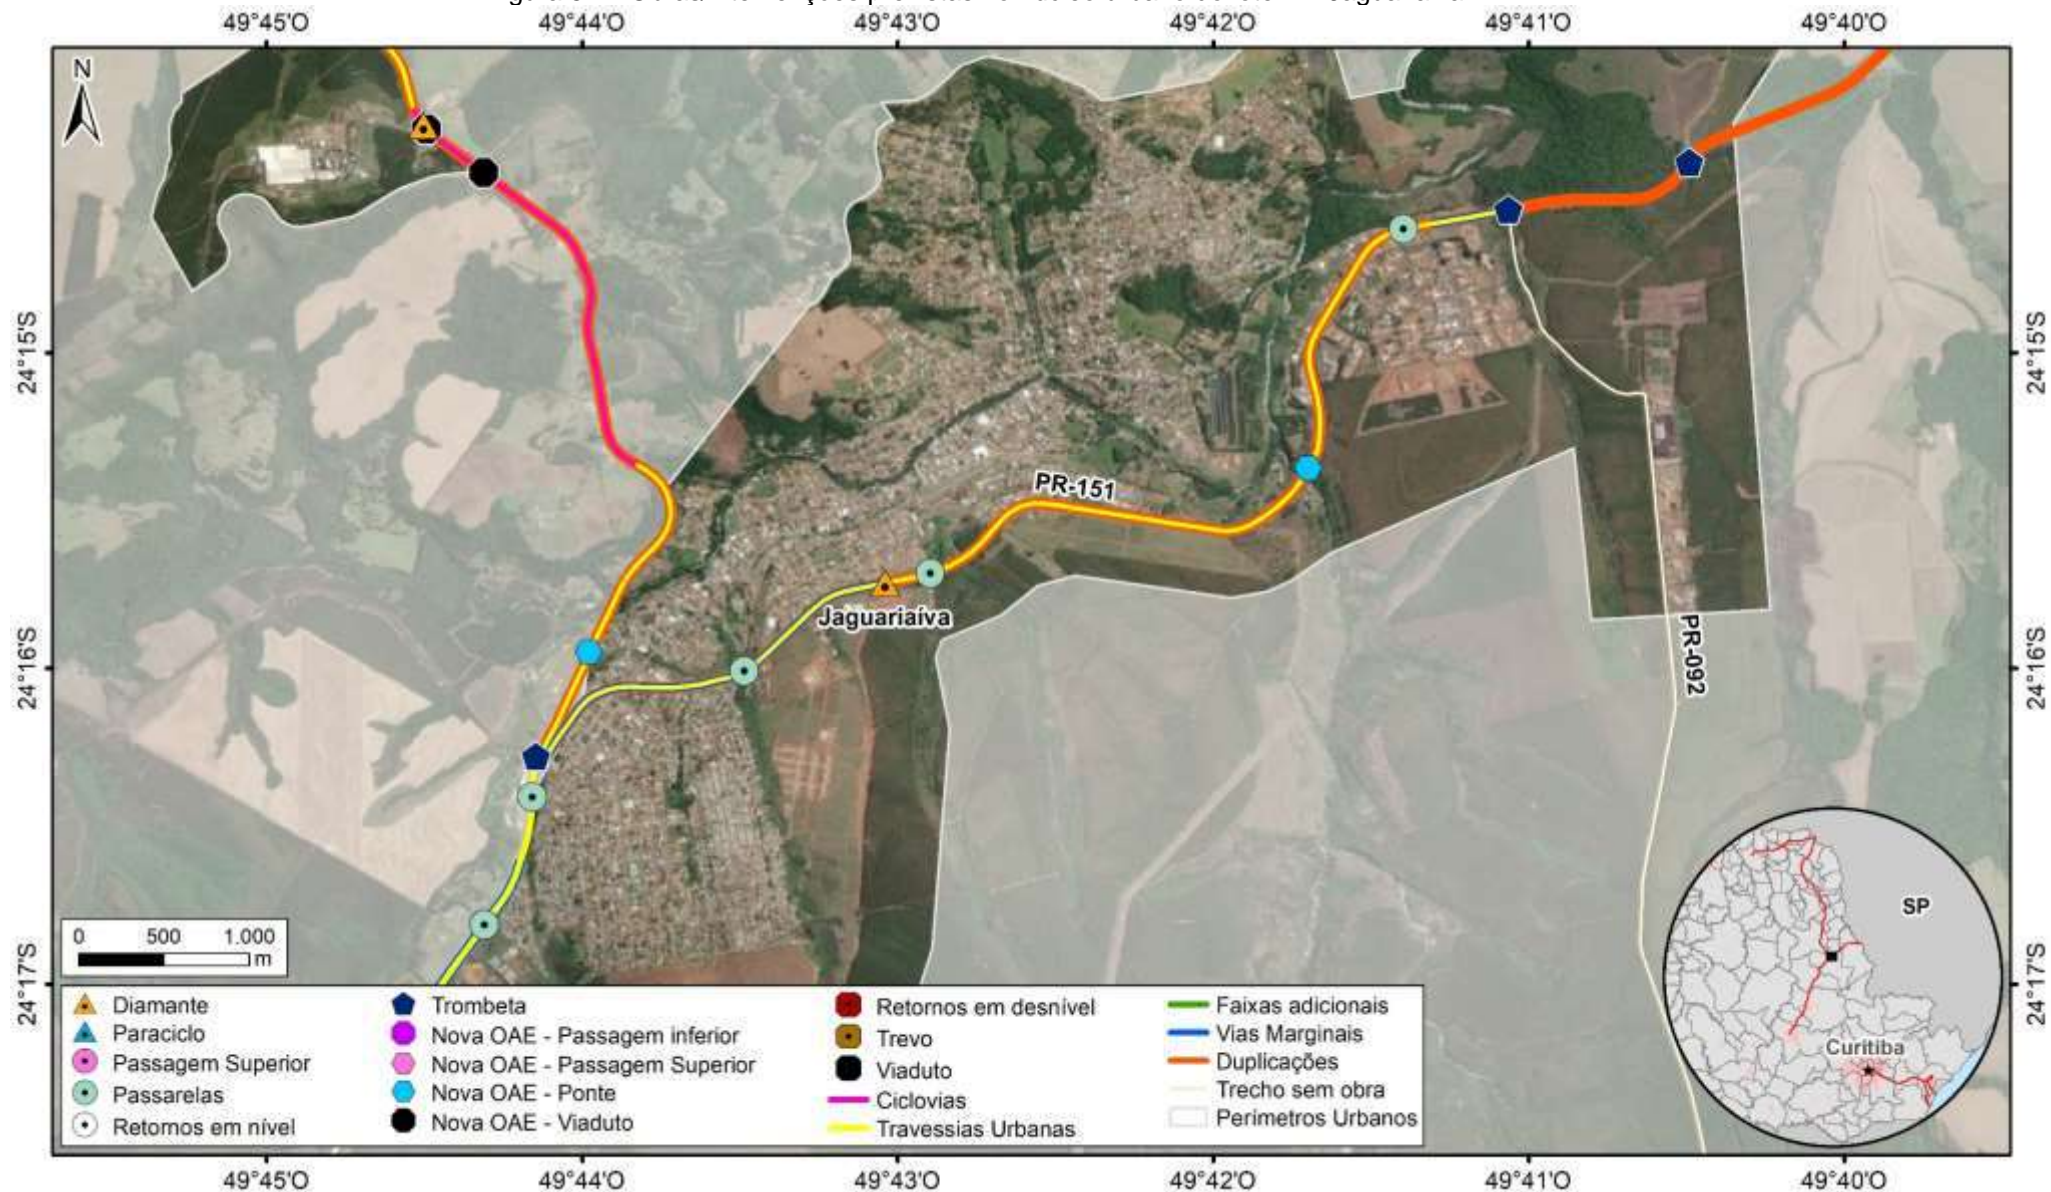 49°45'O 49°44'O 49°43'O 49°42'O 49°41'O 49°40'O
N
24°15'S 24°15'S
PR-151
Jaguariaíva
24°16'S 24°16'S
PR-092
SP
Curitiba
0 500 1.000
m
24°17'S 24°17'S
Diamante
Paraciclo
Passagem Superior
Passarelas
Retornos em nível
Trombeta
Nova OAE - Passagem inferior
Nova OAE - Passagem Superior
Nova OAE - Ponte
Nova OAE - Viaduto
Retornos em desnível
Trevo
Viaduto
Ciclovias
Travessias Urbanas
Faixas adicionais
Vias Marginais
Duplicações
Trecho sem obra
Perímetros Urbanos
49°45'O 49°44'O 49°43'O 49°42'O 49°41'O 49°40'O